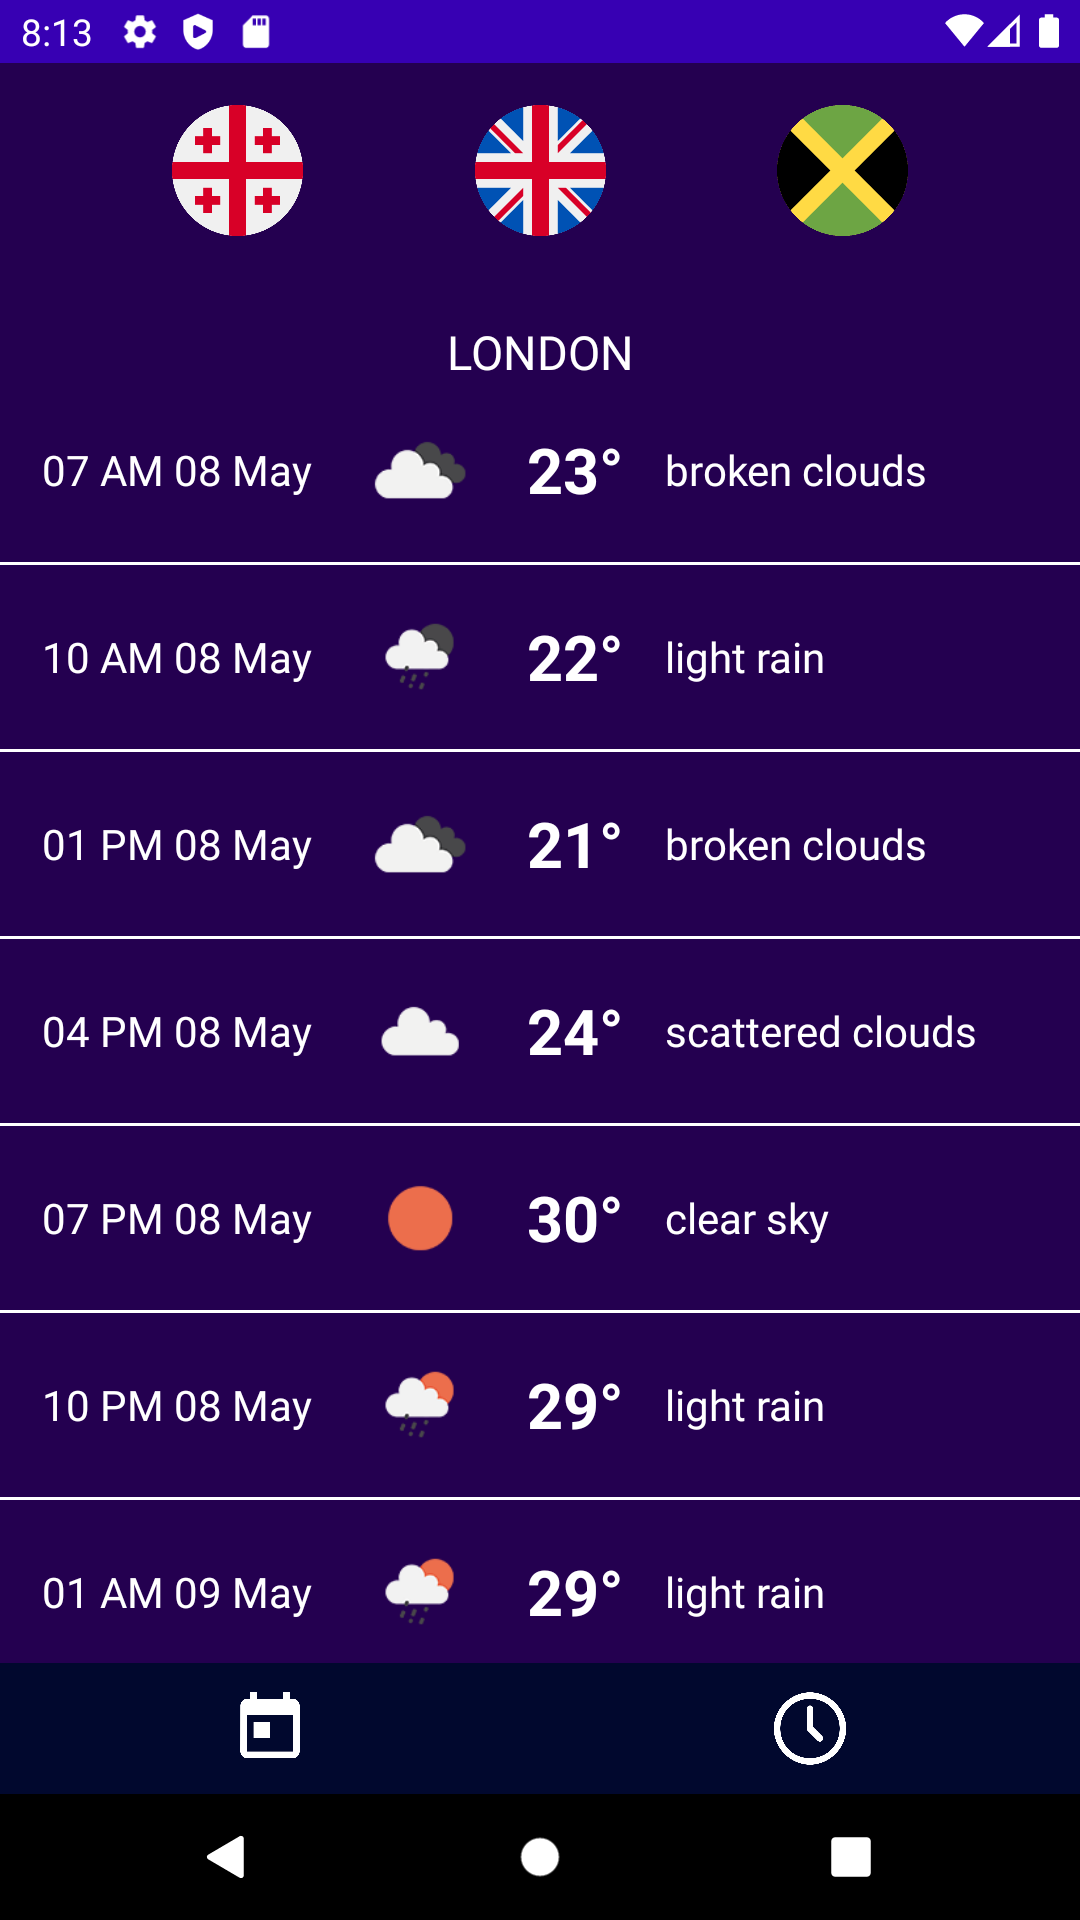 8:13
LONDON
07 AM 08 May 23° broken clouds
10 AM 08 May 22° light rain
01 PM 08 May 21° broken clouds
04 PM 08 May 24° scattered clouds
07 PM 08 May 30° clear sky
10 PM 08 May 29° light rain
01 AM 09 May 29° light rain